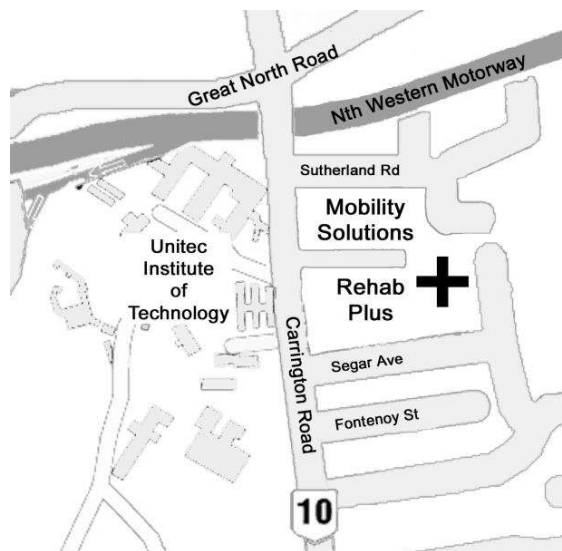 Great North Road
Nth Western Motorway
Sutherland Rd
Mobility
Solutions
Unitec
Institute
of
Technology
Rehab
Plus
Carrington Road
Segar Ave
Fontenoy St
10